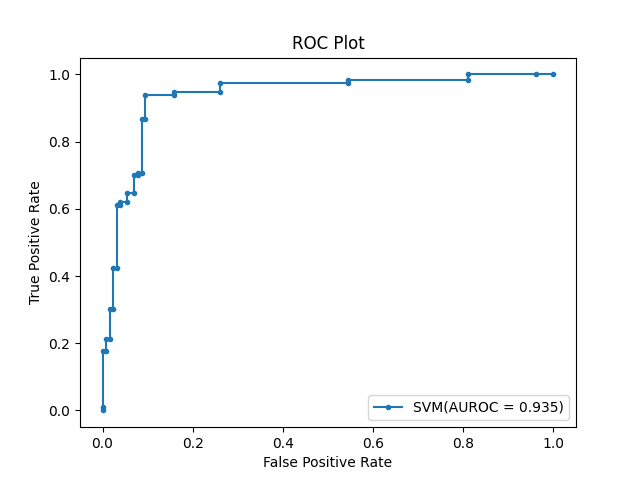 ROC Plot
True Positive Rate
1.0
0.8
0.6
0.4
0.2
0.0
SVM(AUROC = 0.935)
0.0 0.2 0.4 0.6 0.8 1.0
False Positive Rate